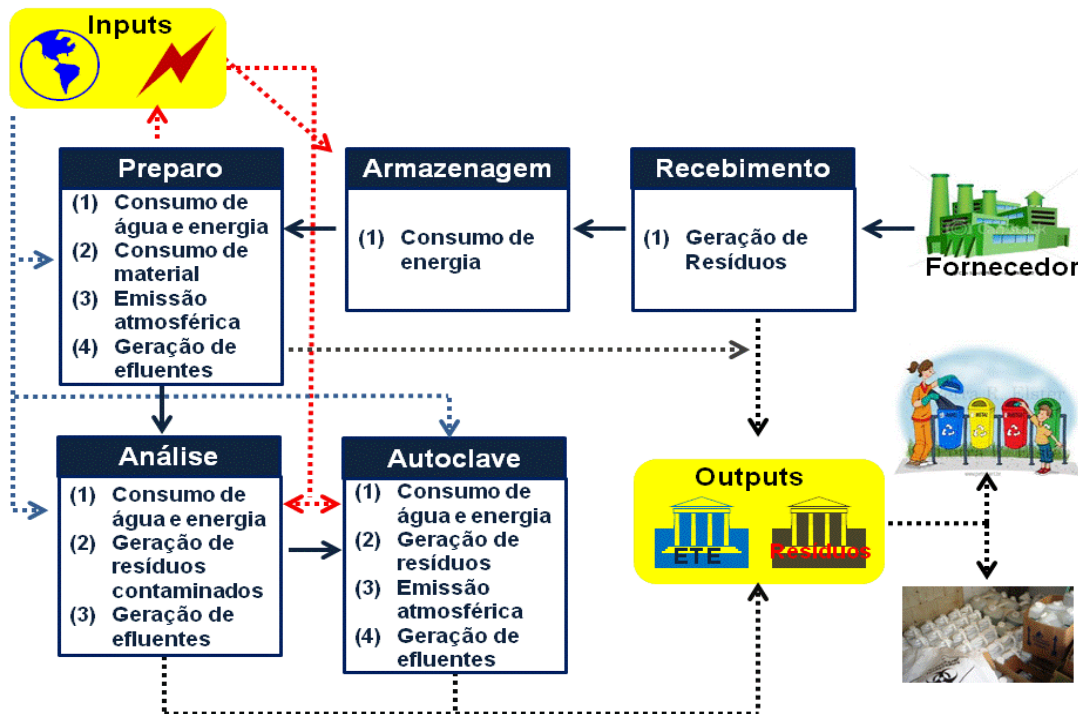 Inputs
Preparo
(1) Consumo de
água e energia
(2) Consumo de
material
(3) Emissão
atmosférica
(4) Geração de
efluentes
Armazenagem
(1) Consumo de
energia
Recebimento
(1) Geração de
Resíduos
Fornecedor
Análise
(1) Consumo de
água e energia
(2) Geração de
resíduos
contaminados
(3) Geração de
efluentes
Autoclave
(1) Consumo de
água e energia
(2) Geração de
resíduos
(3) Emissão
atmosférica
(4) Geração de
efluentes
Outputs
ETE
Resíduos